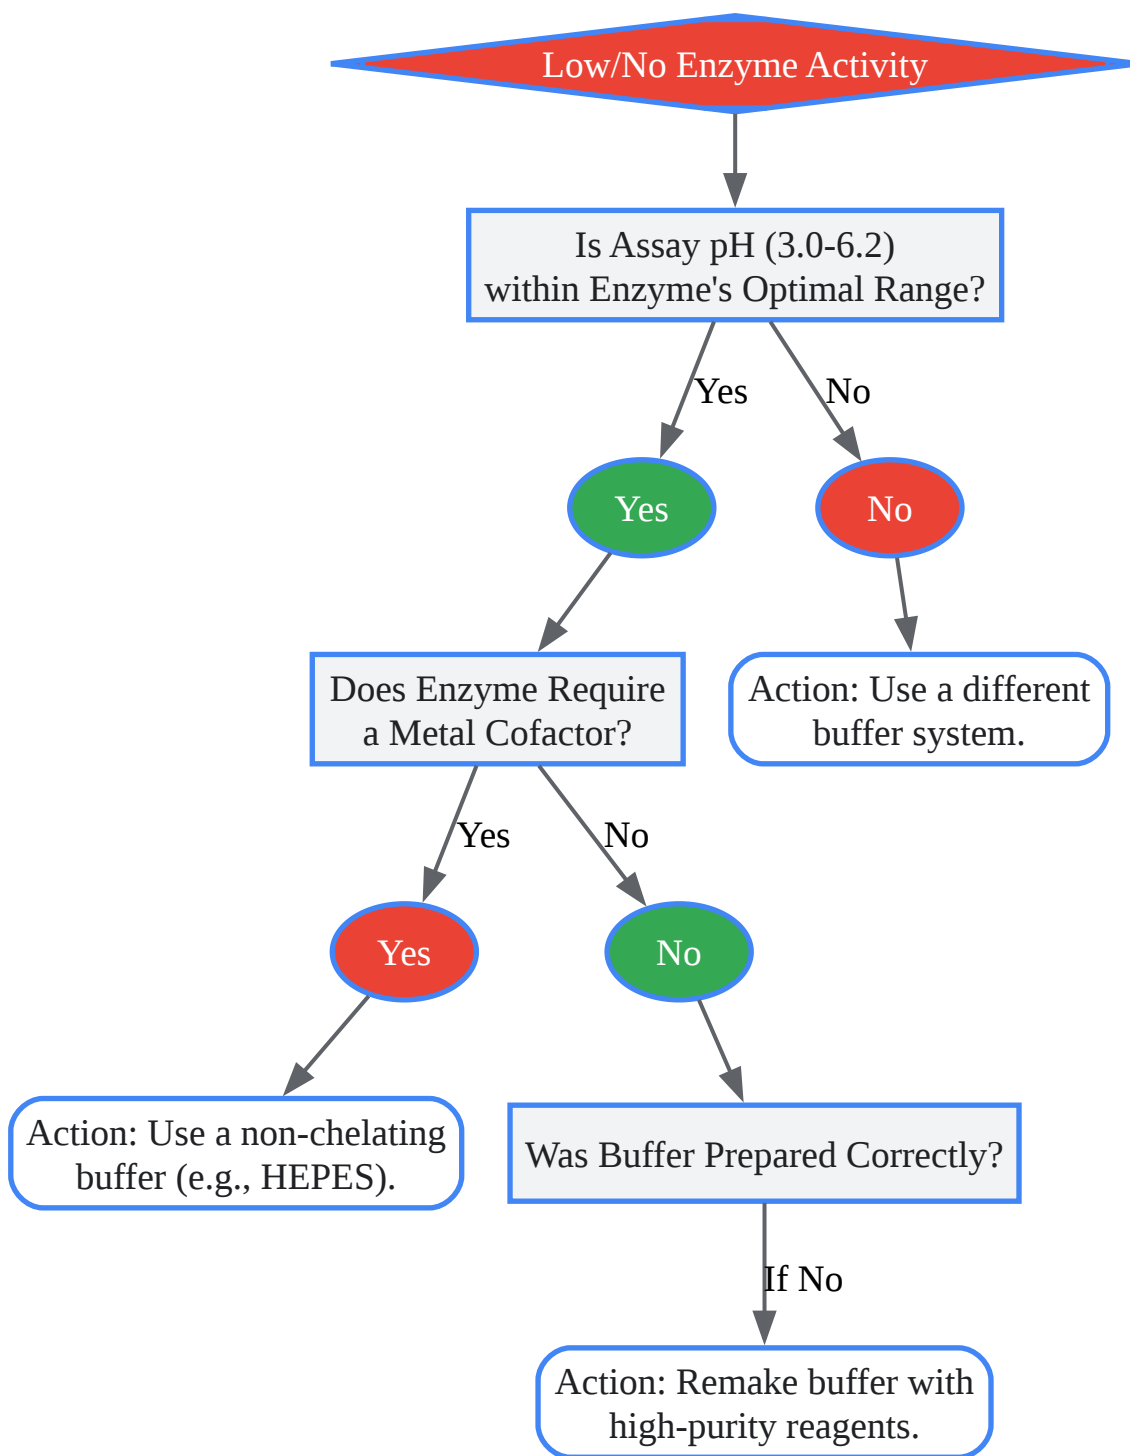 Low/No Enzyme Activity
Is Assay pH (3.0-6.2)
within Enzyme's Optimal Range?
Yes
No
Yes
No
Does Enzyme Require
a Metal Cofactor?
Action: Use a different
buffer system.
Yes
No
Yes
No
Action: Use a non-chelating
buffer (e.g., HEPES).
Was Buffer Prepared Correctly?
If No
Action: Remake buffer with
high-purity reagents.